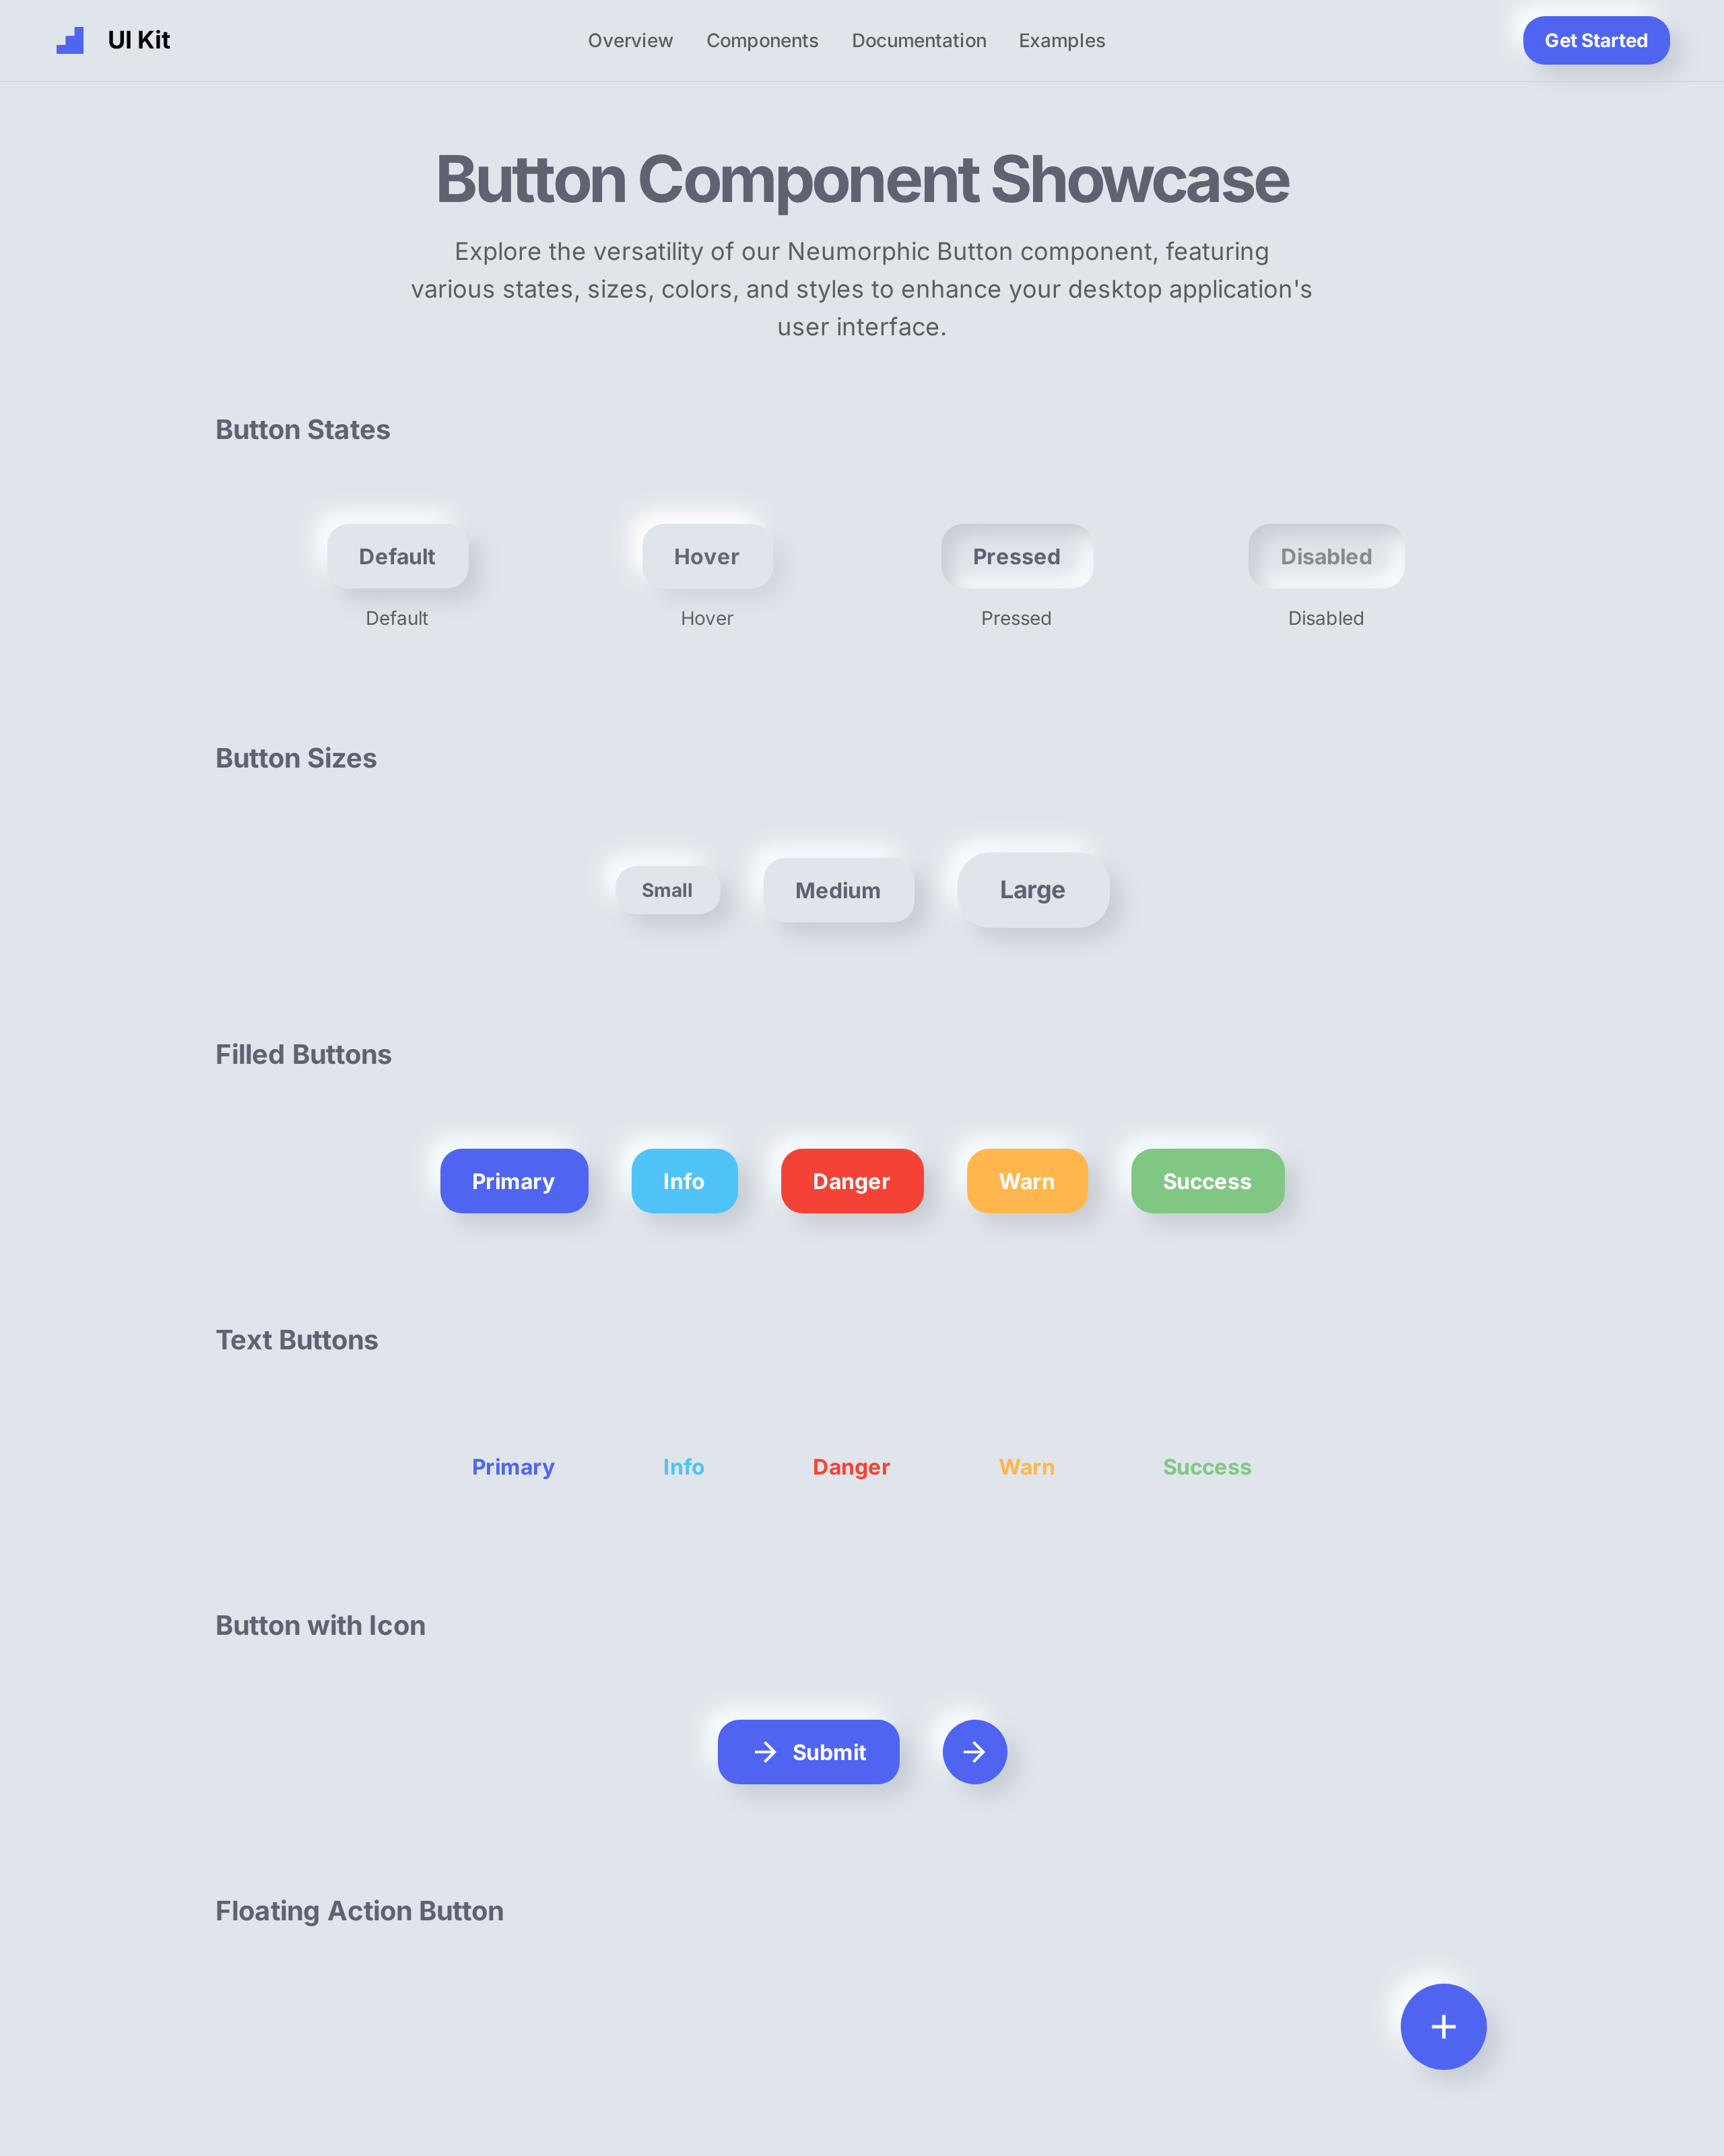 UI Kit
Overview
Components
Documentation
Examples
Get Started
Button Component Showcase
Explore the versatility of our Neumorphic Button component, featuring
various states, sizes, colors, and styles to enhance your desktop application's
user interface.
Button States
Default
Hover
Pressed
Disabled
Default
Hover
Pressed
Disabled
Button Sizes
Small
Medium
Large
Filled Buttons
Primary
Info
Danger
Warn
Success
Text Buttons
Primary
Info
Danger
Warn
Success
Button with Icon
Submit
Floating Action Button